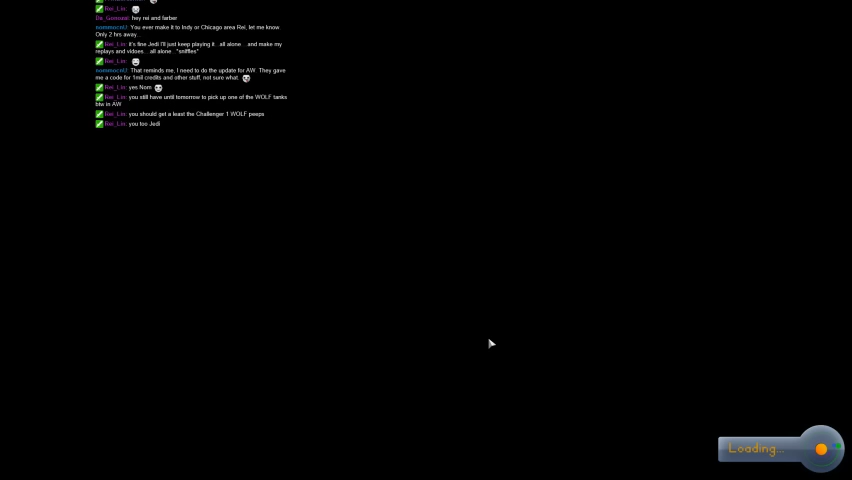 Rei_Lin:
Da_Gomurat: hey rei and farber
nommocnU: You ever make it to Indy or Chicago area Rei, let me know.
Only 2 hrs away...
Rei_Lin: it's fine Jedi I'll just keep playing it...all alone ...and make my
replays and vidoes....all alone...*sniffles*
Rei_Lin:
nommocnU: That reminds me, I need to do the update for AW. They gave
me a code for 1mil credits and other stuff, not sure what.
Rei_Lin: yes Nom
Rei_Lin: you still have until tomorrow to pick up one of the WOLF tanks
btw in AW
Rei_Lin: you should get a least the Challenger 1 WOLF peeps
Rei_Lin: you too Jedi
Loading...